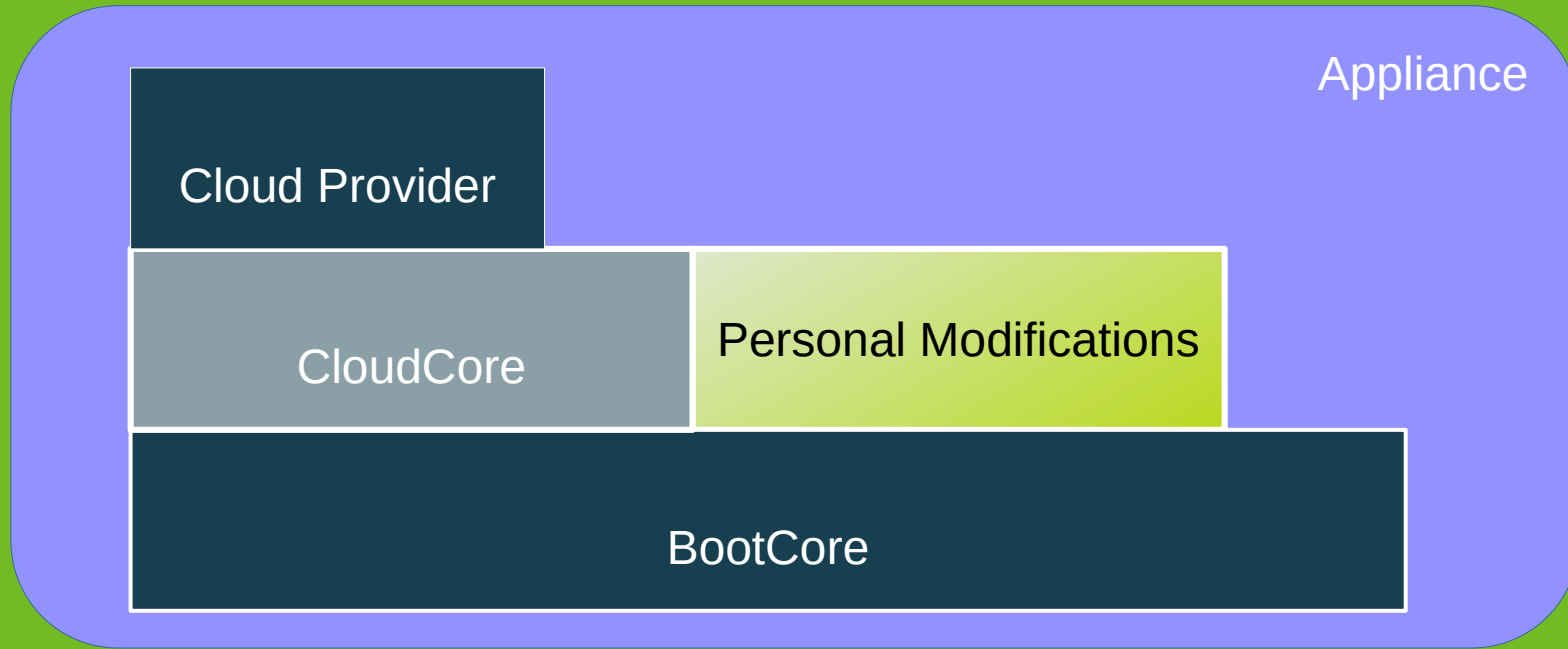 Appliance
Cloud Provider
CloudCore
Personal Modifications
BootCore